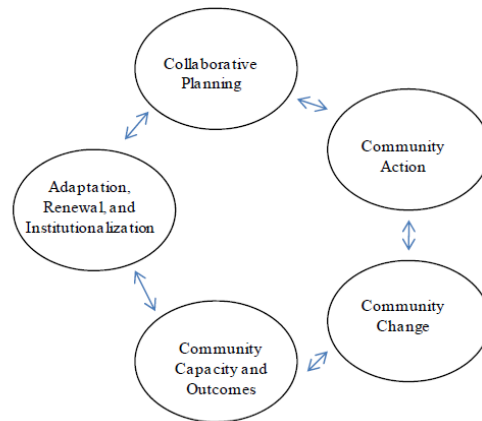 Collaborative
Planning
Community
Action
Adaptation,
Renewal, and
Institutionalization
Community
Change
Community
Capacity and
Outcomes